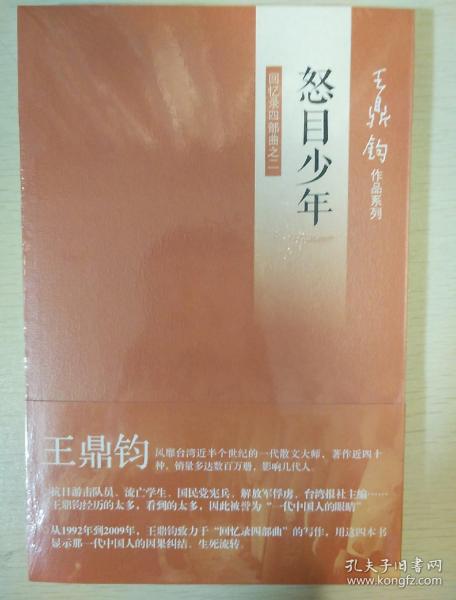 王鼎钧
作品系列
怒目少年
回忆录四部曲之二
王鼎钧
风靡台湾近半个世纪的一代散文大师，著作近四十
种，销量多达数百万册，影响几代人。
抗日游击队员、流亡学生、国民党宪兵、解放军俘虏、台湾报社主编……
王鼎钧经历的太多，看到的太多，因此被誉为“一代中国人的眼睛”
从1992年到2009年，王鼎钧致力于“回忆录四部曲”的写作，用这四本书
显示那一代中国人的因果纠结、生死流转。
孔夫子旧书网
www.kongfz.com